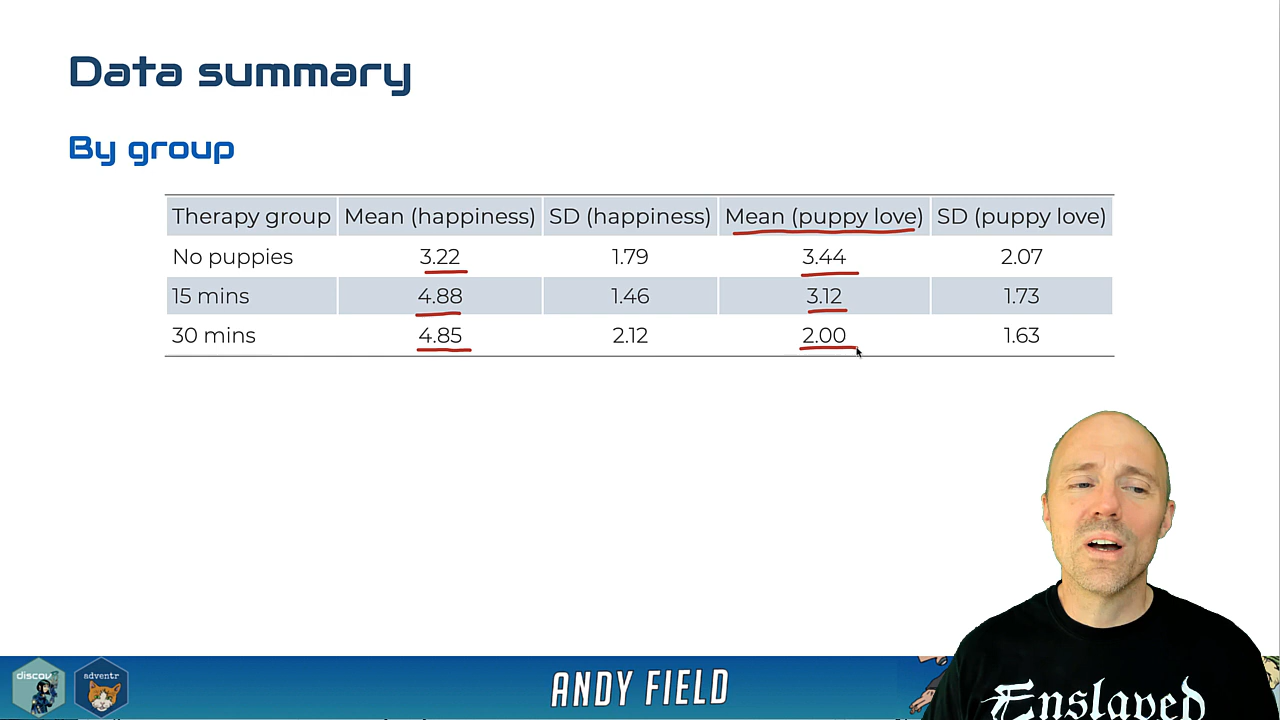 Data summary
By group
Therapy group Mean (happiness) SD (happiness) Mean (puppy love) SD (puppy love)
No puppies 3.22 1.79 3.44 2.07
15 mins 4.88 1.46 3.12 1.73
30 mins 4.85 2.12 2.00 1.63
discovr adventr ANDY FIELD Enslaved